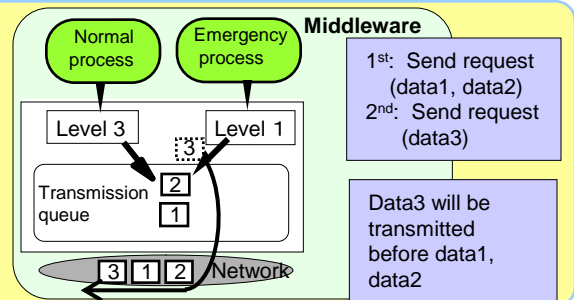 Middleware
Normal
process
Emergency
process
Level 3
Level 1
3
Transmission
queue
2
1
3 1 2 Network
1st: Send request
(data1, data2)
2nd: Send request
(data3)
Data3 will be
transmitted
before data1,
data2